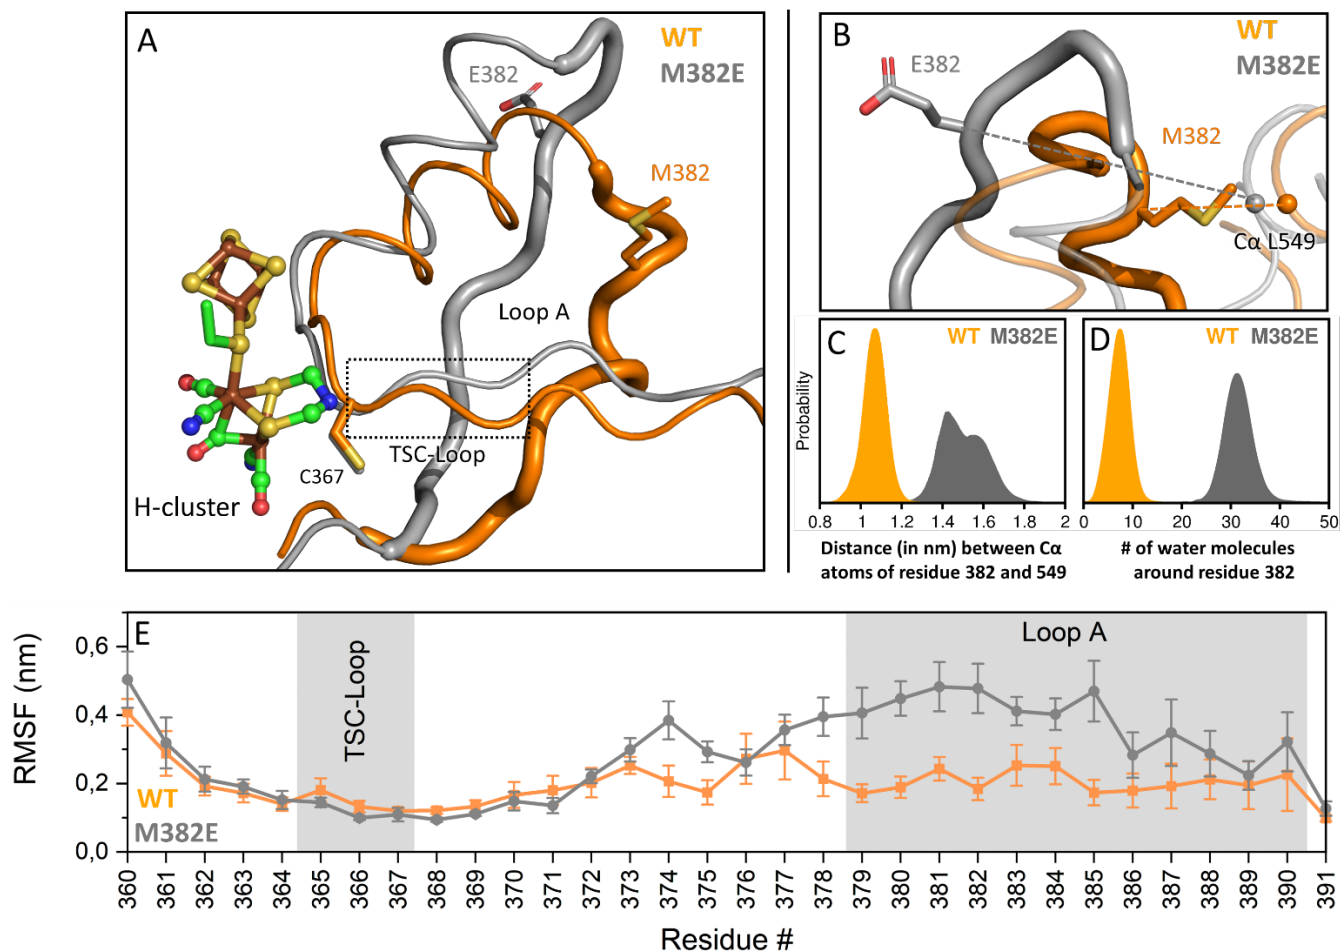 A
WT
M382E
E382
M382
Loop A
TSC-Loop
C367
H-cluster
B
WT
M382E
E382
M382
Cα L549
C
WT M382E
Probability
0.8 1 1.2 1.4 1.6 1.8 2
Distance (in nm) between Cα
atoms of residue 382 and 549
D
WT M382E
0 10 20 30 40 50
# of water molecules
around residue 382
E
TSC-Loop
Loop A
RMSF (nm)
0,6
0,4
0,2
0,0
WT
M382E
360 361 362 363 364 365 366 367 368 369 370 371 372 373 374 375 376 377 378 379 380 381 382 383 384 385 386 387 388 389 390 391
Residue #